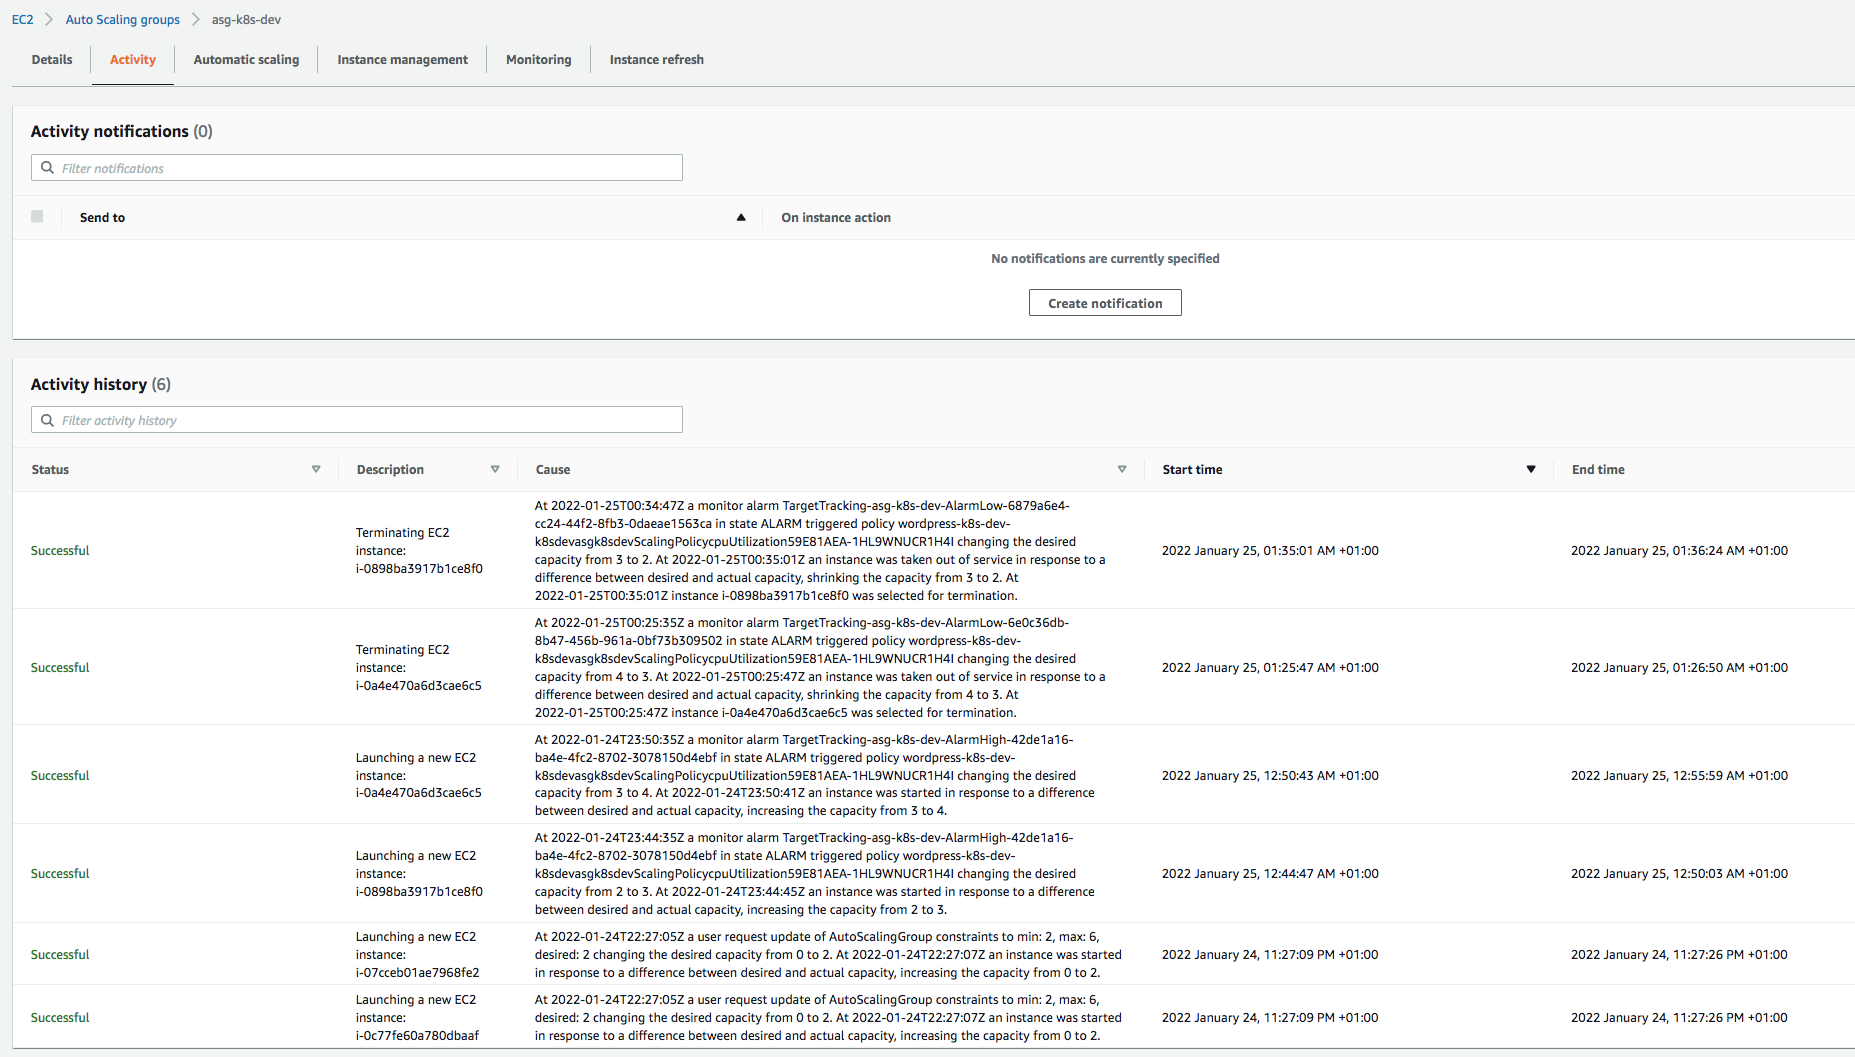 EC2 > Auto Scaling groups > asg-k8s-dev
Details Activity Automatic scaling Instance management Monitoring Instance refresh
Activity notifications (0)
Filter notifications
Send to On instance action
No notifications are currently specified
Create notification
Activity history (6)
Filter activity history
Status Description Cause Start time End time
Successful
Terminating EC2
instance:
i-0898ba3917b1ce8f0
At 2022-01-25T00:34:47Z a monitor alarm TargetTracking-asg-k8s-dev-AlarmLow-6879a6e4-
cc24-44f2-8fb3-0daeae1563ca in state ALARM triggered policy wordpress-k8s-dev-
k8sdevasgk8sdevScalingPolicycpuUtilization59E81AEA-1HL9WNUCR1H4I changing the desired
capacity from 3 to 2. At 2022-01-25T00:35:01Z an instance was taken out of service in response to a
difference between desired and actual capacity, shrinking the capacity from 3 to 2. At
2022-01-25T00:35:01Z instance i-0898ba3917b1ce8f0 was selected for termination.
2022 January 25, 01:35:01 AM +01:00
2022 January 25, 01:36:24 AM +01:00
Successful
Terminating EC2
instance:
i-0a4e470a6d3cae6c5
At 2022-01-25T00:25:35Z a monitor alarm TargetTracking-asg-k8s-dev-AlarmLow-6e0c36db-
8b47-456b-961a-0bf73b309502 in state ALARM triggered policy wordpress-k8s-dev-
k8sdevasgk8sdevScalingPolicycpuUtilization59E81AEA-1HL9WNUCR1H4I changing the desired
capacity from 4 to 3. At 2022-01-25T00:25:47Z an instance was taken out of service in response to a
difference between desired and actual capacity, shrinking the capacity from 4 to 3. At
2022-01-25T00:25:47Z instance i-0a4e470a6d3cae6c5 was selected for termination.
2022 January 25, 01:25:47 AM +01:00
2022 January 25, 01:26:50 AM +01:00
Successful
Launching a new EC2
instance:
i-0a4e470a6d3cae6c5
At 2022-01-24T23:50:35Z a monitor alarm TargetTracking-asg-k8s-dev-AlarmHigh-42de1a16-
ba4e-4fc2-8702-3078150d4ebf in state ALARM triggered policy wordpress-k8s-dev-
k8sdevasgk8sdevScalingPolicycpuUtilization59E81AEA-1HL9WNUCR1H4I changing the desired
capacity from 3 to 4. At 2022-01-24T23:50:41Z an instance was started in response to a difference
between desired and actual capacity, increasing the capacity from 3 to 4.
2022 January 25, 12:50:43 AM +01:00
2022 January 25, 12:55:59 AM +01:00
Successful
Launching a new EC2
instance:
i-0898ba3917b1ce8f0
At 2022-01-24T23:44:35Z a monitor alarm TargetTracking-asg-k8s-dev-AlarmHigh-42de1a16-
ba4e-4fc2-8702-3078150d4ebf in state ALARM triggered policy wordpress-k8s-dev-
k8sdevasgk8sdevScalingPolicycpuUtilization59E81AEA-1HL9WNUCR1H4I changing the desired
capacity from 2 to 3. At 2022-01-24T23:44:45Z an instance was started in response to a difference
between desired and actual capacity, increasing the capacity from 2 to 3.
2022 January 25, 12:44:47 AM +01:00
2022 January 25, 12:50:03 AM +01:00
Successful
Launching a new EC2
instance:
i-07cceb01ae7968fe2
At 2022-01-24T22:27:05Z a user request update of AutoScalingGroup constraints to min: 2, max: 6,
desired: 2 changing the desired capacity from 0 to 2. At 2022-01-24T22:27:07Z an instance was started
in response to a difference between desired and actual capacity, increasing the capacity from 0 to 2.
2022 January 24, 11:27:09 PM +01:00
2022 January 24, 11:27:26 PM +01:00
Successful
Launching a new EC2
instance:
i-0c77fe60a780dbaaf
At 2022-01-24T22:27:05Z a user request update of AutoScalingGroup constraints to min: 2, max: 6,
desired: 2 changing the desired capacity from 0 to 2. At 2022-01-24T22:27:07Z an instance was started
in response to a difference between desired and actual capacity, increasing the capacity from 0 to 2.
2022 January 24, 11:27:09 PM +01:00
2022 January 24, 11:27:26 PM +01:00